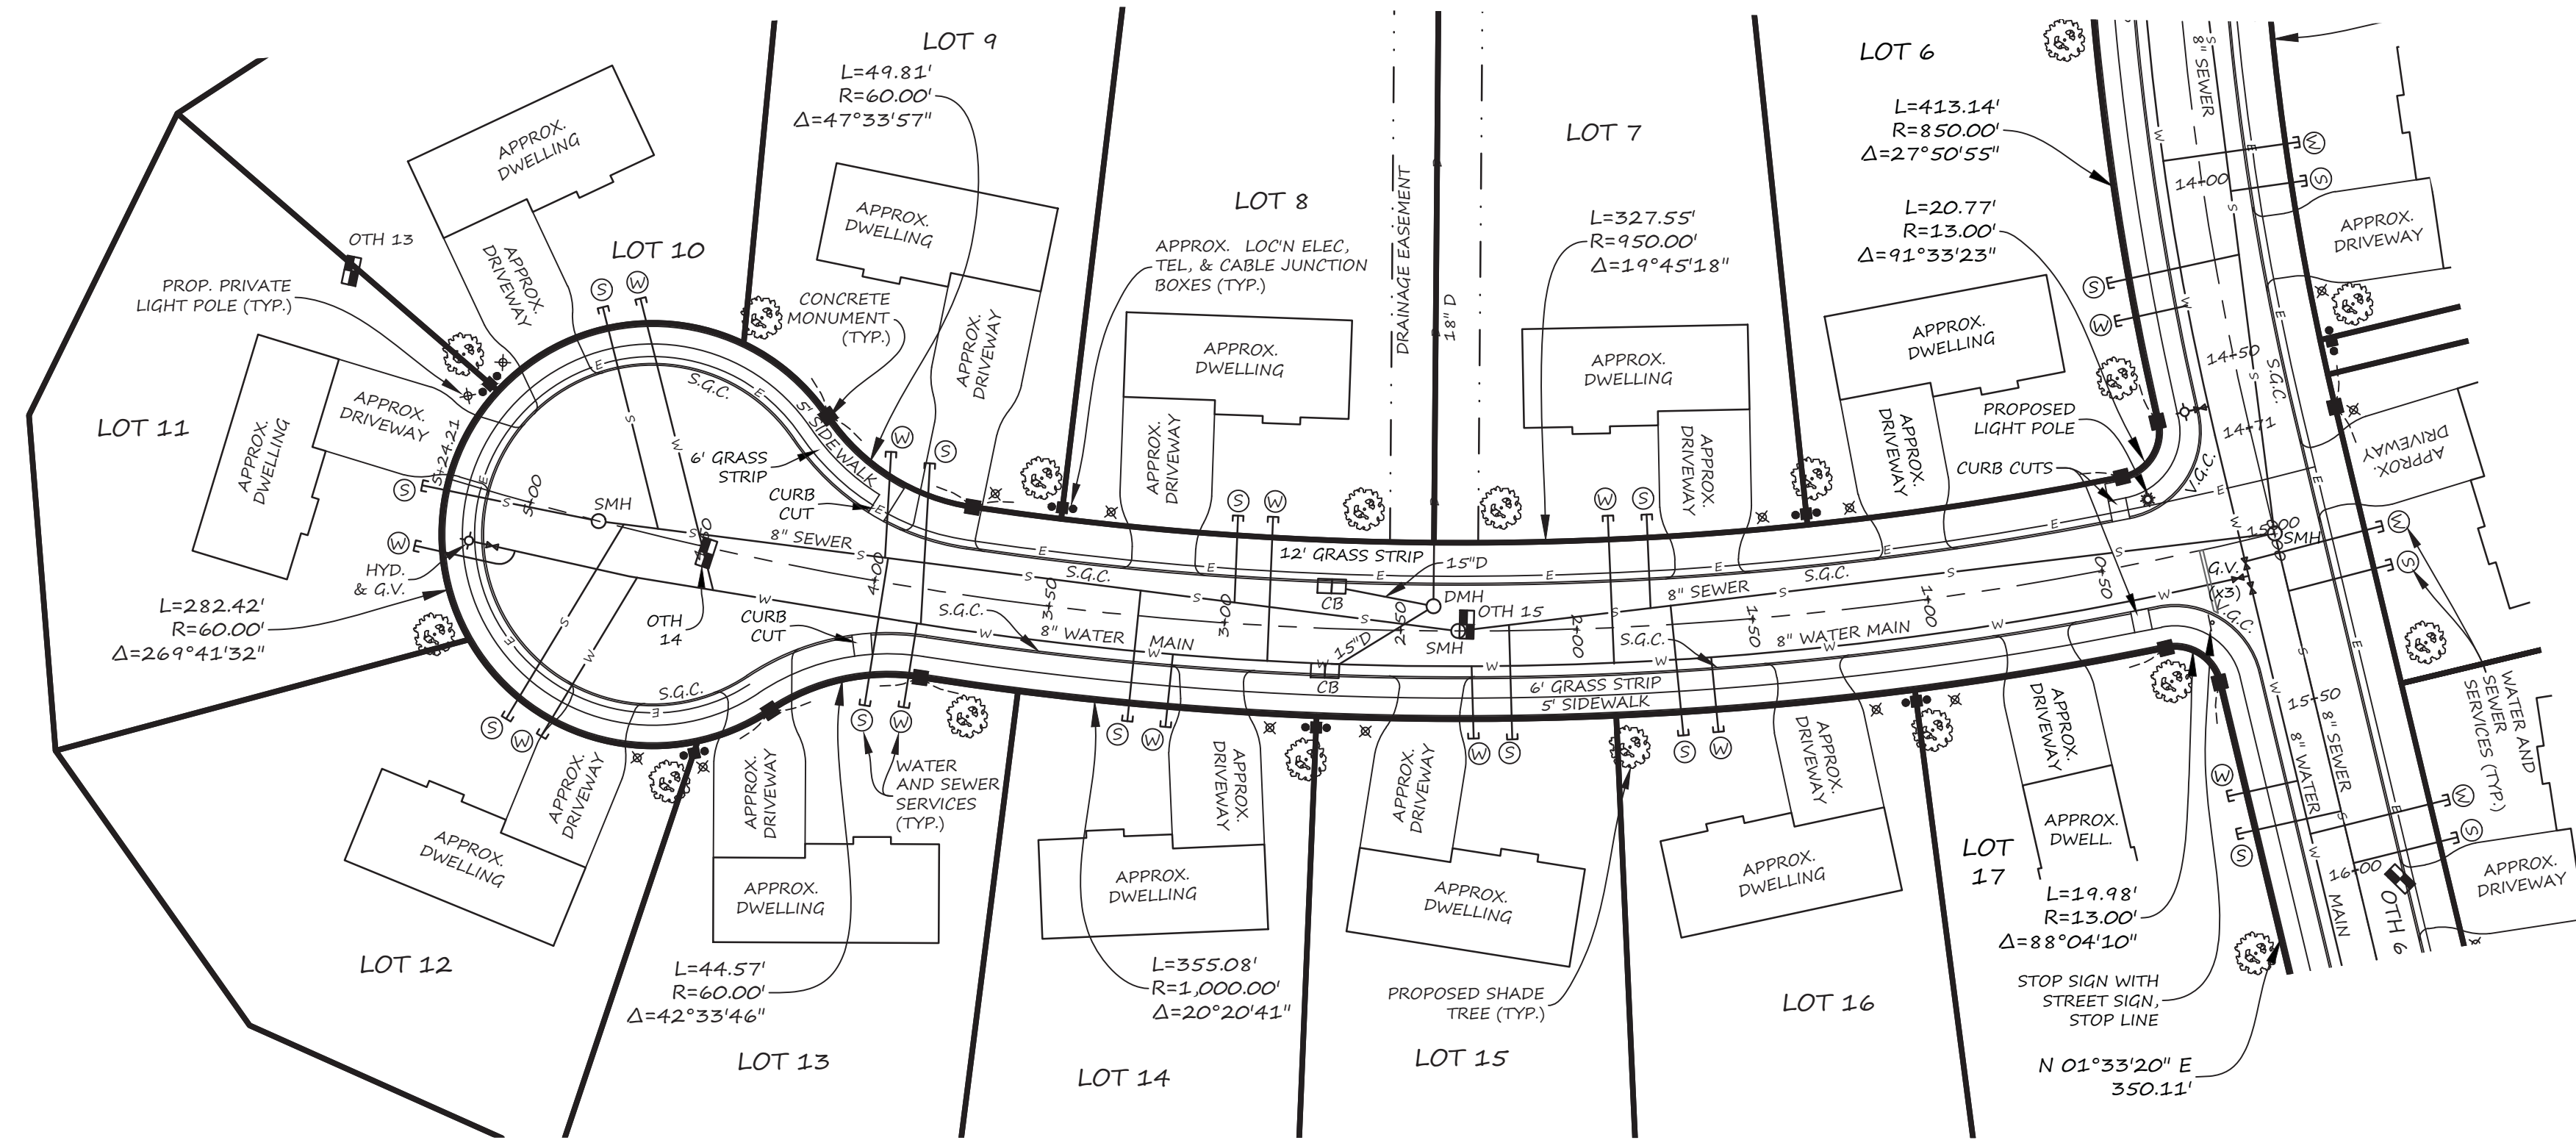 LOT 9
L=49.81'
R=60.00'
Δ=47°33'57"
LOT 6
L=413.14'
R=850.00'
Δ=27°50'55"
L=20.77'
R=13.00'
Δ=91°33'23"
8" SEWER
S
W
E
W
S
14+00
APPROX.
DRIVEWAY
LOT 7
L=327.55'
R=950.00'
Δ=19°45'18"
LOT 8
APPROX. LOC'N ELEC,
TEL, & CABLE JUNCTION
BOXES (TYP.)
DRAINAGE EASEMENT
18" D
APPROX.
DWELLING
OTH 13
LOT 10
PROP. PRIVATE
LIGHT POLE (TYP.)
APPROX.
DRIVEWAY
S
W
APPROX.
DWELLING
CONCRETE
MONUMENT
(TYP.)
APPROX.
DRIVEWAY
APPROX.
DWELLING
APPROX.
DRIVEWAY
APPROX.
DWELLING
APPROX.
DRIVEWAY
APPROX.
DWELLING
APPROX.
DRIVEWAY
S
W
14+50
S.G.C.
14+71
PROPOSED
LIGHT POLE
CURB CUTS
V.G.C.
APPROX.
DRIVEWAY
LOT 11
APPROX.
DWELLING
APPROX.
DRIVEWAY
5+24.21
S.G.C.
5'
SIDEWALK
6' GRASS
STRIP
CURB
CUT
W
S
S
W
W
S
5+00
SMH
S
W
HYD.
& G.V.
L=282.42'
R=60.00'
Δ=269°41'32"
OTH
14
8" SEWER
4+00
12' GRASS STRIP
S.G.C.
3+50
S.G.C.
CURB
CUT
8" WATER
MAIN
3+00
CB
15"D
DMH
OTH 15
2+50
SMH
15"D
CB
2+00
8" SEWER
S.G.C.
S.G.C.
1+50
8" WATER MAIN
1+00
0+50
15+00
SMH
G.V.
(x3)
V.G.C.
W
S
6' GRASS STRIP
5' SIDEWALK
S.G.C.
S
W
S
W
S
W
W
S
S
W
WATER
AND SEWER
SERVICES
(TYP.)
APPROX.
DRIVEWAY
APPROX.
DRIVEWAY
APPROX.
DRIVEWAY
APPROX.
DRIVEWAY
APPROX.
DRIVEWAY
APPROX.
DRIVEWAY
15+50
8" SEWER
8" WATER
MAIN
WATER AND
SEWER
SERVICES (TYP.)
W
S
W
S
16+00
OTH 6
APPROX.
DRIVEWAY
APPROX.
DWELLING
APPROX.
DWELLING
APPROX.
DWELLING
APPROX.
DWELLING
APPROX.
DWELLING
APPROX.
DWELL.
LOT
17
L=19.98'
R=13.00'
Δ=88°04'10"
LOT 12
L=44.57'
R=60.00'
Δ=42°33'46"
L=355.08'
R=1,000.00'
Δ=20°20'41"
PROPOSED SHADE
TREE (TYP.)
LOT 16
STOP SIGN WITH
STREET SIGN,
STOP LINE
LOT 13
LOT 14
LOT 15
N 01°33'20" E
350.11'